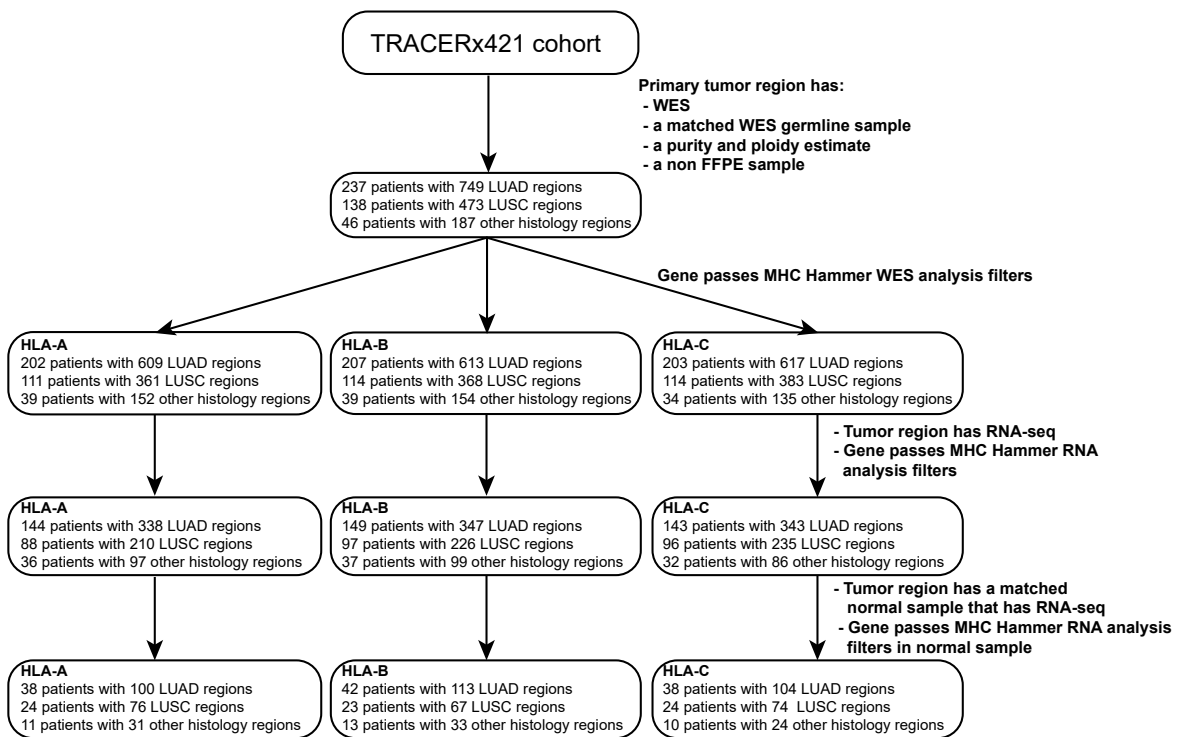 TRACERx421 cohort
Primary tumor region has:
- WES
- a matched WES germline sample
- a purity and ploidy estimate
- a non FFPE sample
237 patients with 749 LUAD regions
138 patients with 473 LUSC regions
46 patients with 187 other histology regions
Gene passes MHC Hammer WES analysis filters
HLA-A
202 patients with 609 LUAD regions
111 patients with 361 LUSC regions
39 patients with 152 other histology regions
HLA-B
207 patients with 613 LUAD regions
114 patients with 368 LUSC regions
39 patients with 154 other histology regions
HLA-C
203 patients with 617 LUAD regions
114 patients with 383 LUSC regions
34 patients with 135 other histology regions
- Tumor region has RNA-seq
- Gene passes MHC Hammer RNA
analysis filters
HLA-A
144 patients with 338 LUAD regions
88 patients with 210 LUSC regions
36 patients with 97 other histology regions
HLA-B
149 patients with 347 LUAD regions
97 patients with 226 LUSC regions
37 patients with 99 other histology regions
HLA-C
143 patients with 343 LUAD regions
96 patients with 235 LUSC regions
32 patients with 86 other histology regions
- Tumor region has a matched
normal sample that has RNA-seq
- Gene passes MHC Hammer RNA analysis
filters in normal sample
HLA-A
38 patients with 100 LUAD regions
24 patients with 76 LUSC regions
11 patients with 31 other histology regions
HLA-B
42 patients with 113 LUAD regions
23 patients with 67 LUSC regions
13 patients with 33 other histology regions
HLA-C
38 patients with 104 LUAD regions
24 patients with 74 LUSC regions
10 patients with 24 other histology regions